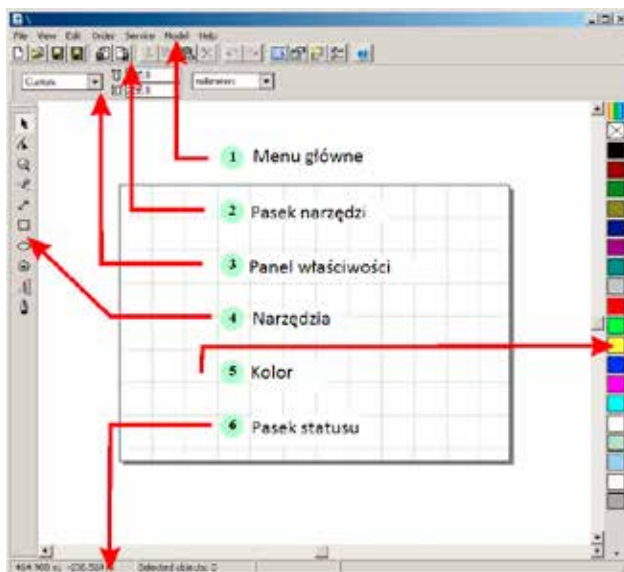 File View Edit Order Service Model Help
Custom
millimeters
1 Menu główne
2 Pasek narzędzi
3 Panel właściwości
4 Narzędzia
5 Kolor
6 Pasek statusu
Selected objects: 0